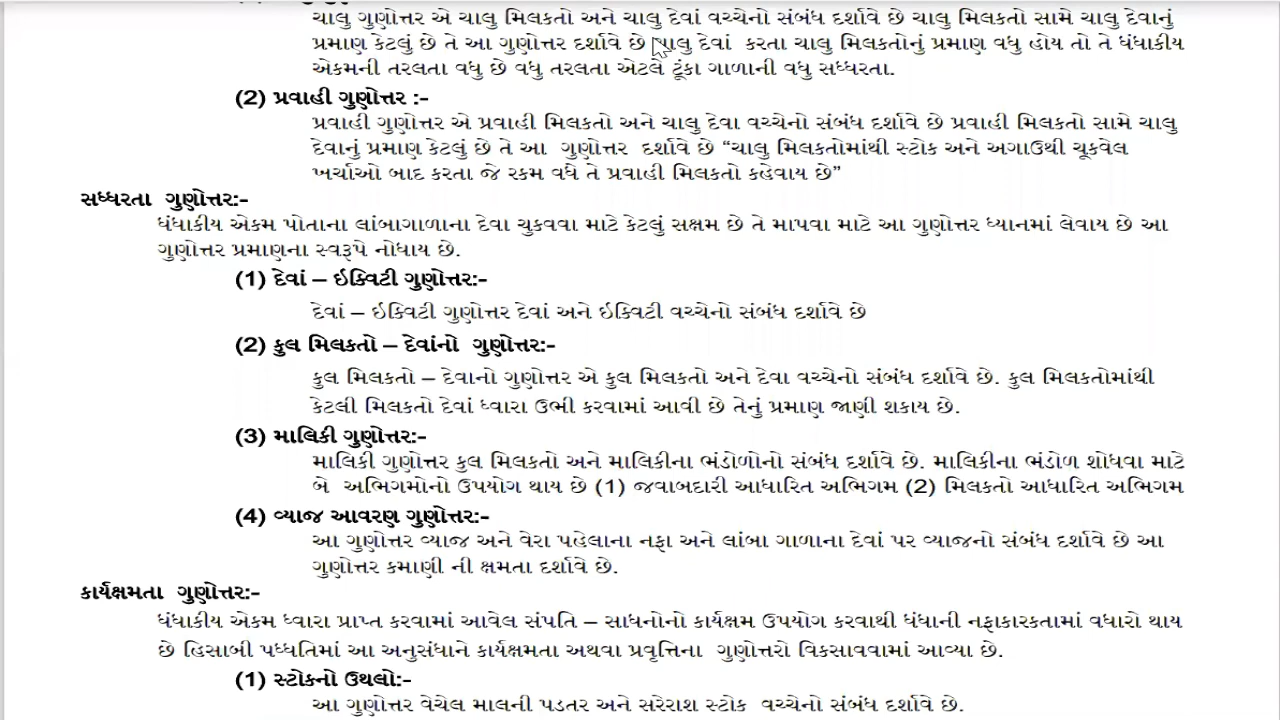 ચાલુ ગુણોત્તર એ ચાલુ મિલકતો અને ચાલુ દેવાં વચ્ચેનો સંબંધ દર્શાવે છે ચાલુ મિલકતો સામે ચાલુ દેવાનું
પ્રમાણ કેટલું છે તે આ ગુણોત્તર દર્શાવે છે ચાલુ દેવાં કરતા ચાલુ મિલકતોનું પ્રમાણ વધુ હોય તો તે ધંધાકીય
એકમની તરલતા વધુ છે વધુ તરલતા એટલે ટૂંકા ગાળાની વધુ સધ્ધરતા.
(2) પ્રવાહી ગુણોત્તર :-
પ્રવાહી ગુણોત્તર એ પ્રવાહી મિલકતો અને ચાલુ દેવા વચ્ચેનો સંબંધ દર્શાવે છે પ્રવાહી મિલકતો સામે ચાલુ
દેવાનું પ્રમાણ કેટલું છે તે આ ગુણોત્તર દર્શાવે છે “ચાલુ મિલકતોમાંથી સ્ટોક અને અગાઉથી ચૂકવેલ
ખર્ચાઓ બાદ કરતા જે રકમ વધે તે પ્રવાહી મિલકતો કહેવાય છે”
સધ્ધરતા ગુણોત્તર:-
ધંધાકીય એકમ પોતાના લાંબાગાળાના દેવા ચુકવવા માટે કેટલું સક્ષમ છે તે માપવા માટે આ ગુણોત્તર ધ્યાનમાં લેવાય છે આ
ગુણોત્તર પ્રમાણના સ્વરૂપે નોધાય છે.
(1) દેવાં – ઇક્વિટી ગુણોત્તર:-
દેવાં – ઇક્વિટી ગુણોત્તર દેવાં અને ઇક્વિટી વચ્ચેનો સંબંધ દર્શાવે છે
(2) કુલ મિલકતો – દેવાંનો ગુણોત્તર:-
કુલ મિલકતો – દેવાનો ગુણોત્તર એ કુલ મિલકતો અને દેવા વચ્ચેનો સંબંધ દર્શાવે છે. કુલ મિલકતોમાંથી
કેટલી મિલકતો દેવાં ધ્વારા ઉભી કરવામાં આવી છે તેનું પ્રમાણ જાણી શકાય છે.
(3) માલિકી ગુણોત્તર:-
માલિકી ગુણોત્તર કુલ મિલકતો અને માલિકીના ભંડોળોનો સંબંધ દર્શાવે છે. માલિકીના ભંડોળ શોધવા માટે
બે અભિગમોનો ઉપયોગ થાય છે (1) જવાબદારી આધારિત અભિગમ (2) મિલકતો આધારિત અભિગમ
(4) વ્યાજ આવરણ ગુણોત્તર:-
આ ગુણોત્તર વ્યાજ અને વેરા પહેલાના નફા અને લાંબા ગાળાના દેવાં પર વ્યાજનો સંબંધ દર્શાવે છે આ
ગુણોત્તર કમાણી ની ક્ષમતા દર્શાવે છે.
કાર્યક્ષમતા ગુણોત્તર:-
ધંધાકીય એકમ ધ્વારા પ્રાપ્ત કરવામાં આવેલ સંપતિ – સાધનોનો કાર્યક્ષમ ઉપયોગ કરવાથી ધંધાની નફાકારકતામાં વધારો થાય
છે હિસાબી પધ્ધતિમાં આ અનુસંધાને કાર્યક્ષમતા અથવા પ્રવૃત્તિના ગુણોત્તરો વિકસાવવામાં આવ્યા છે.
(1) સ્ટોકનો ઉથલો:-
આ ગુણોત્તર વેચેલ માલની પડતર અને સરેરાશ સ્ટોક વચ્ચેનો સંબંધ દર્શાવે છે.